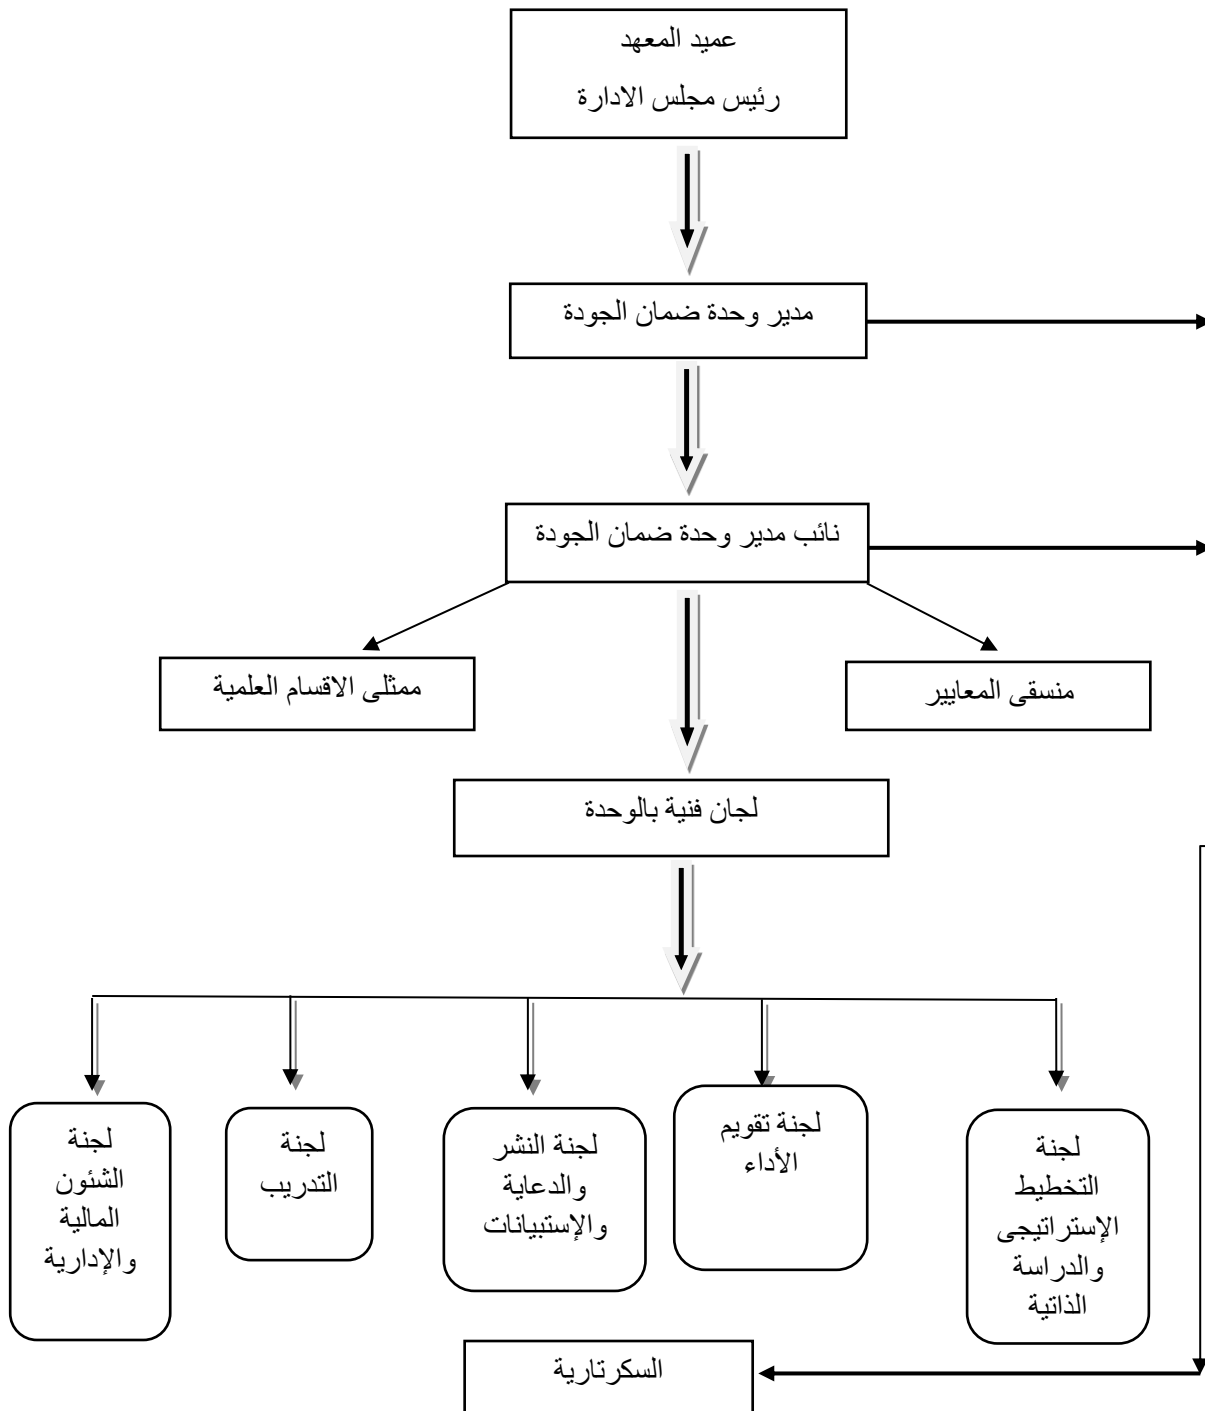 عميد المعهد
رئيس مجلس الادارة
مدير وحدة ضمان الجودة
نائب مدير وحدة ضمان الجودة
منسقى المعايير
ممثلى الاقسام العلمية
لجان فنية بالوحدة
لجنة
التخطيط
الإستراتيجى
والدراسة
الذاتية
لجنة تقويم
الأداء
لجنة النشر
والدعاية
والإستبيانات
لجنة
التدريب
لجنة
الشئون
المالية
والإدارية
السكرتارية